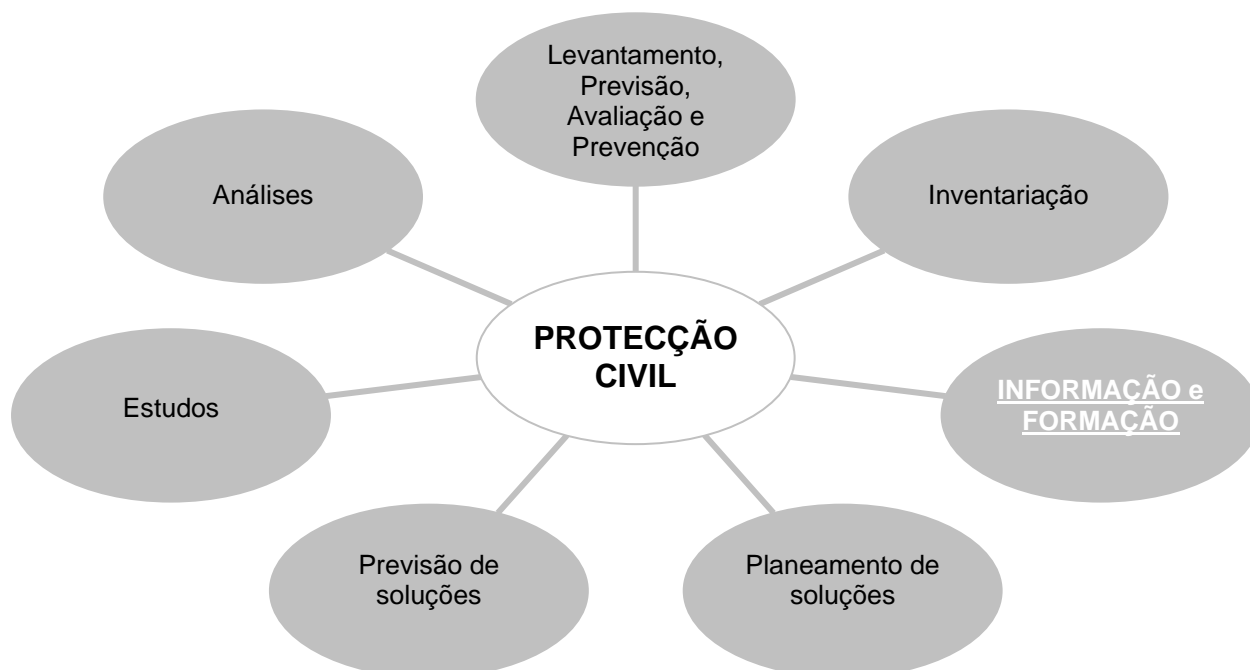 Levantamento,
Previsão,
Avaliação e
Prevenção
Análises
Inventariação
PROTECÇÃO
CIVIL
Estudos
INFORMAÇÃO e
FORMAÇÃO
Previsão de
soluções
Planeamento de
soluções